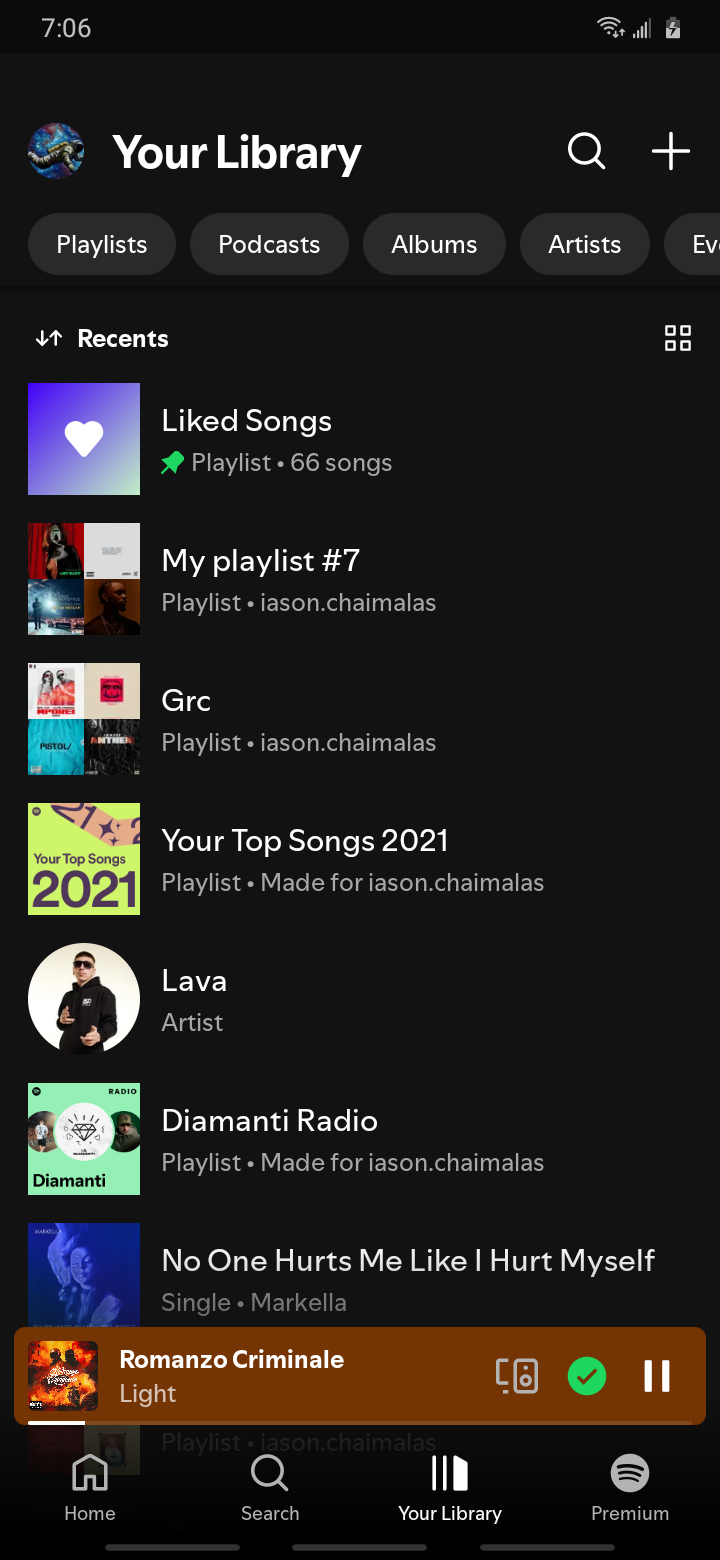 7:06
Your Library
Playlists
Podcasts
Albums
Artists
Eve
Recents
Liked Songs
Playlist • 66 songs
My playlist #7
Playlist • iason.chaimalas
Grc
Playlist • iason.chaimalas
PISTOL/
Your Top Songs 2021
Playlist • Made for iason.chaimalas
Your Top Songs
2021
Lava
Artist
RADIO
Diamanti
Diamanti Radio
Playlist • Made for iason.chaimalas
MARKELLA
No One Hurts Me Like I Hurt Myself
Single • Markella
Romanzo Criminale
Light
Playlist • iason.chaimalas
Home
Search
Your Library
Premium